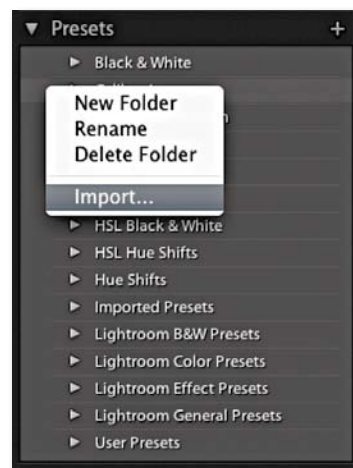 Presets +
Black & White
New Folder
Rename
Delete Folder
Import...
HSL Black & White
HSL Hue Shifts
Hue Shifts
Imported Presets
Lightroom B&W Presets
Lightroom Color Presets
Lightroom Effect Presets
Lightroom General Presets
User Presets